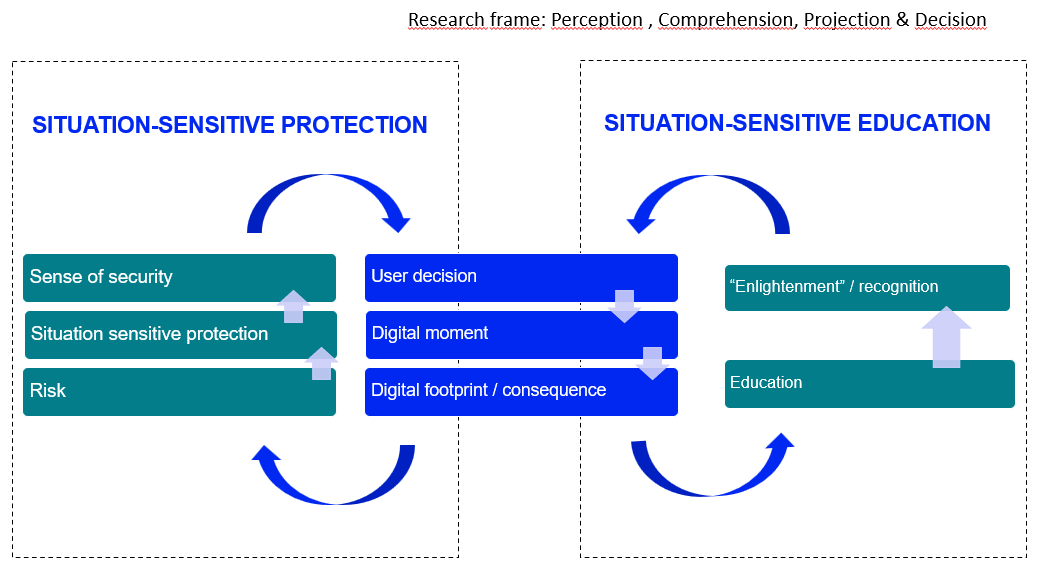 Research frame: Perception , Comprehension, Projection & Decision
SITUATION-SENSITIVE PROTECTION
SITUATION-SENSITIVE EDUCATION
Sense of security
Situation sensitive protection
Risk
User decision
Digital moment
Digital footprint / consequence
“Enlightenment” / recognition
Education